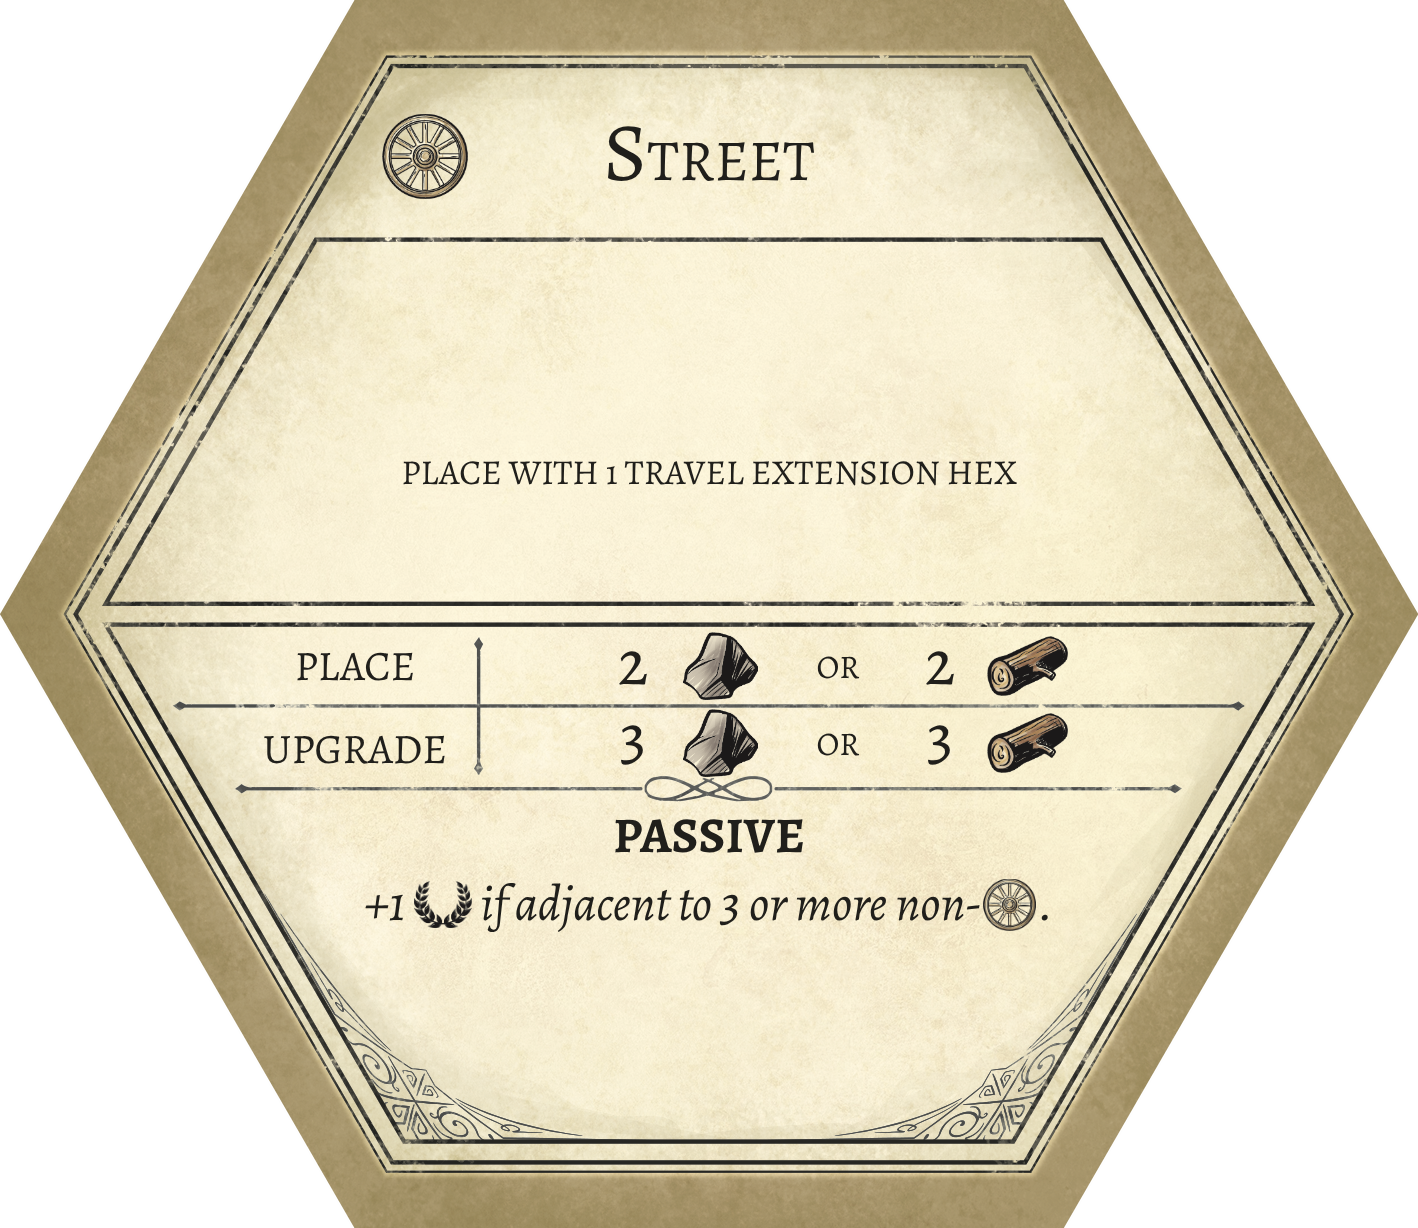 Street
PLACE WITH 1 TRAVEL EXTENSION HEX
PLACE 2 OR 2
UPGRADE 3 OR 3
PASSIVE
+1 if adjacent to 3 or more non- .